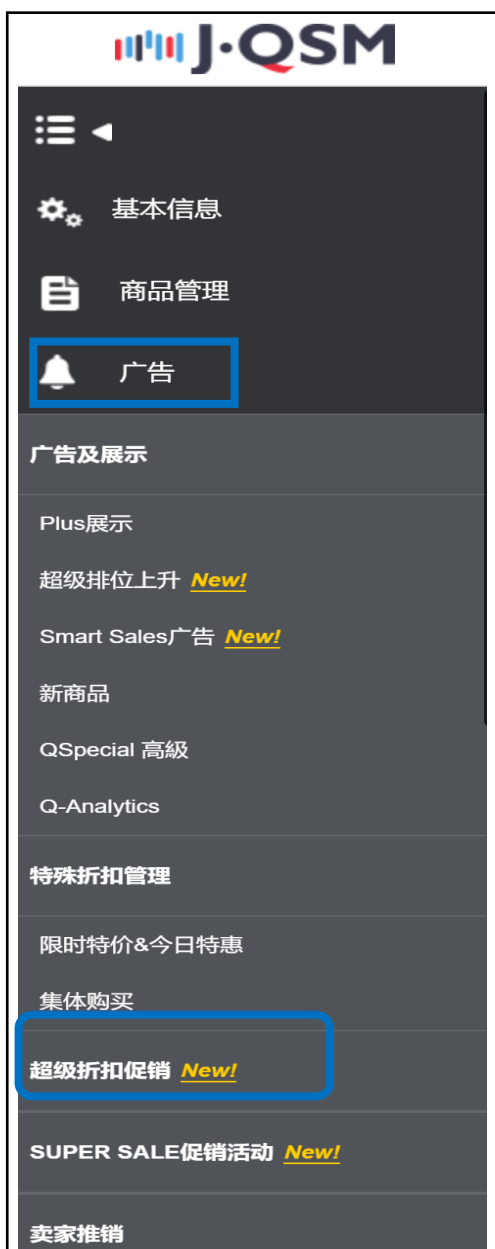 J·QSM
基本信息
商品管理
广告
广告及展示
Plus展示
超级排位上升 New!
Smart Sales广告 New!
新商品
QSpecial 高級
Q-Analytics
特殊折扣管理
限时特价&今日特惠
集体购买
超级折扣促销 New!
SUPER SALE促销活动 New!
卖家推销